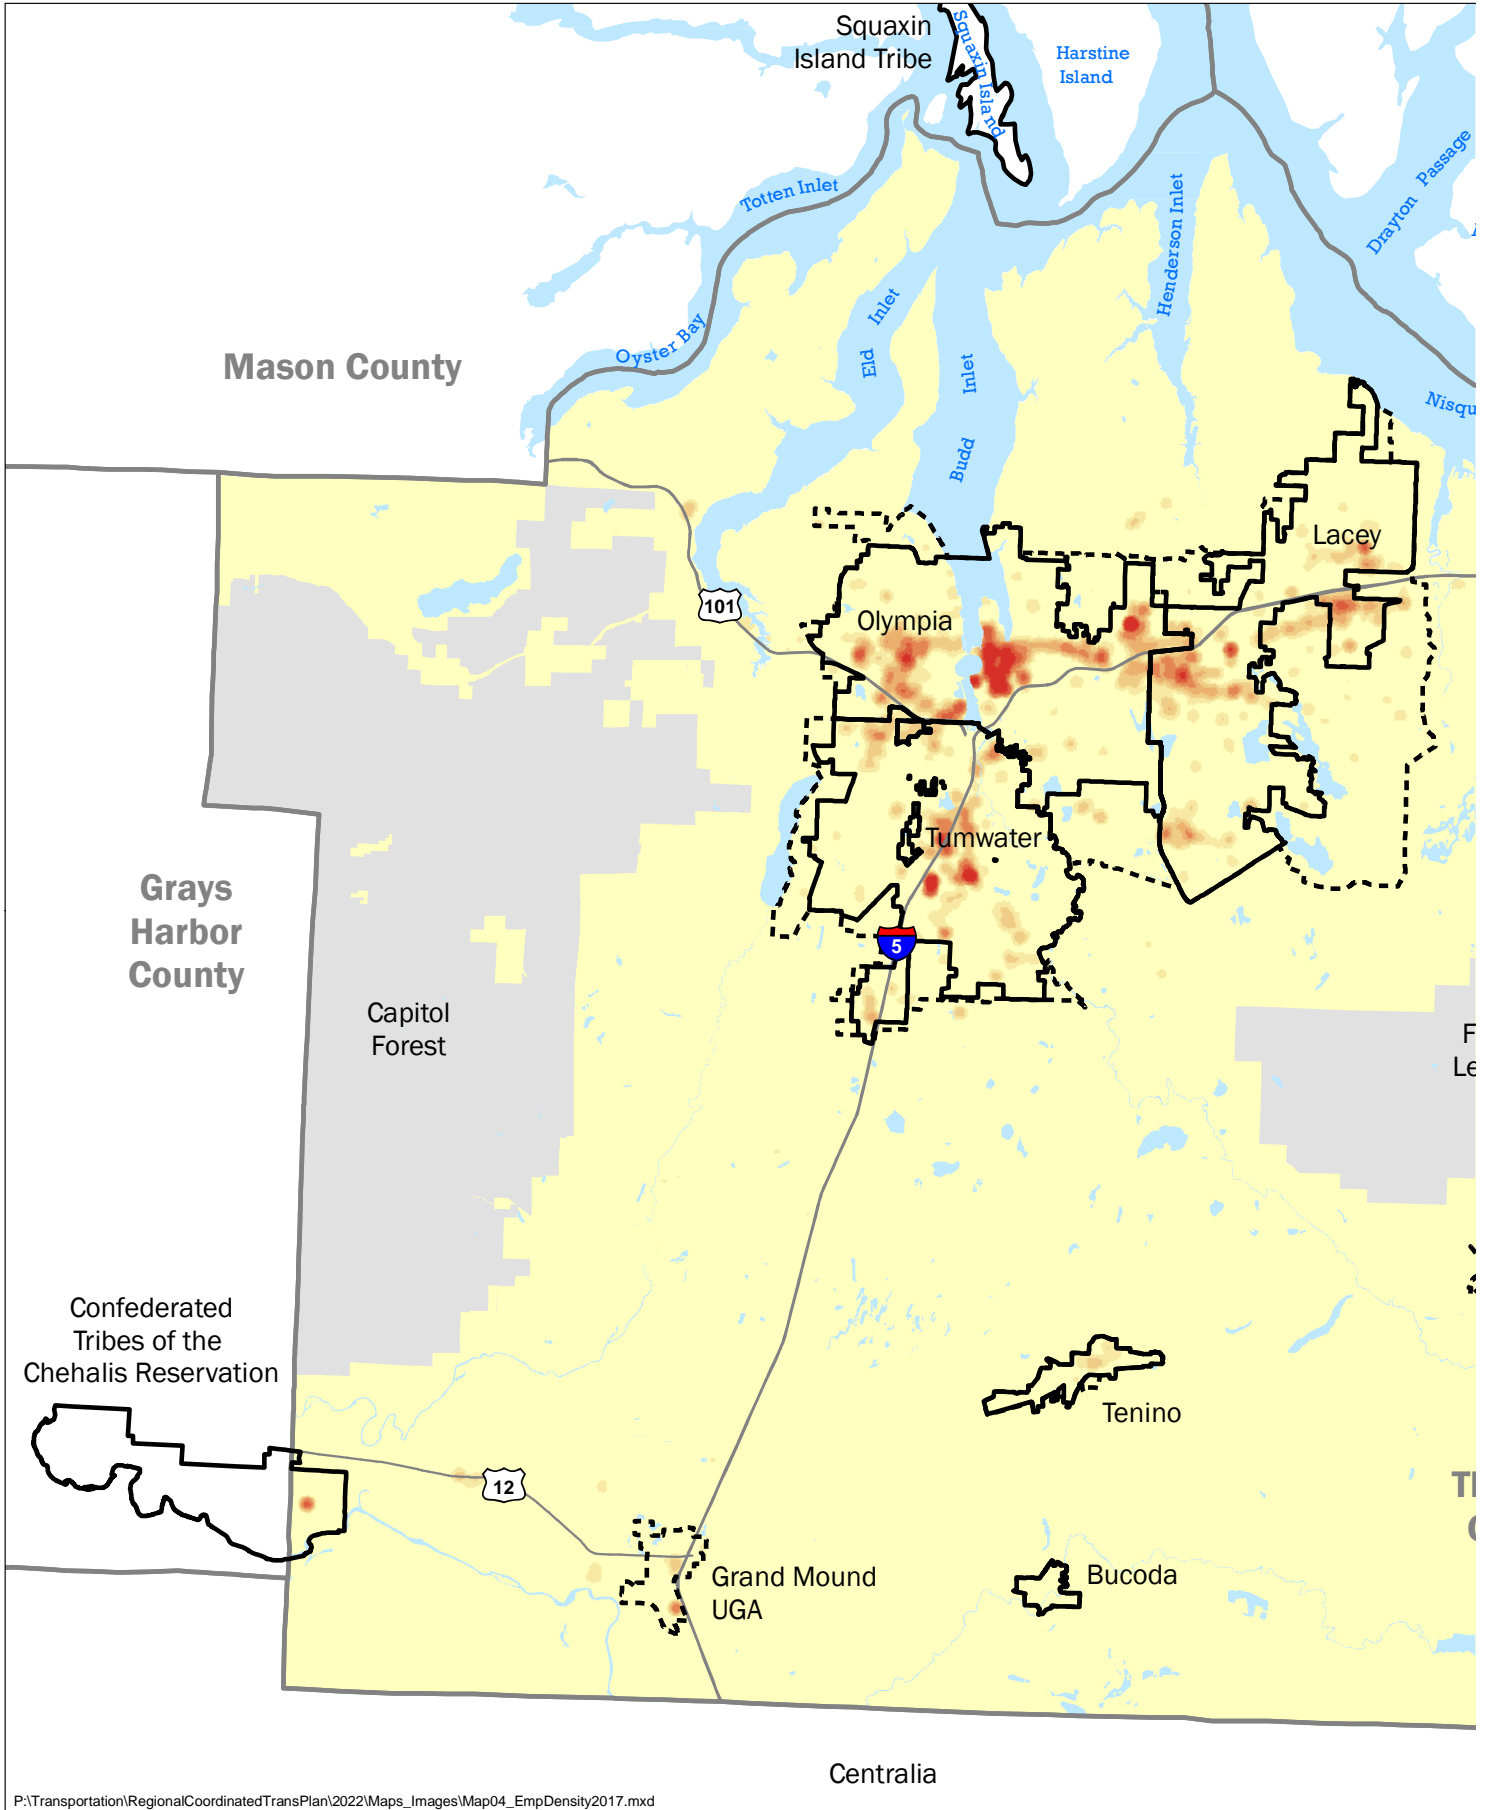 Squaxin
Island Tribe
Squaxin Island
Harstine
Island
Totten Inlet
Henderson Inlet
Drayton Passage
Oyster Bay
Eld Inlet
Budd Inlet
Mason County
Nisqu
Lacey
101
Olympia
Tumwater
Grays
Harbor
County
5
Capitol
Forest
F
Le
Confederated
Tribes of the
Chehalis Reservation
Tenino
12
Grand Mound
UGA
Bucoda
Centralia
P:\Transportation\RegionalCoordinatedTransPlan\2022\Maps_Images\Map04_EmpDensity2017.mxd